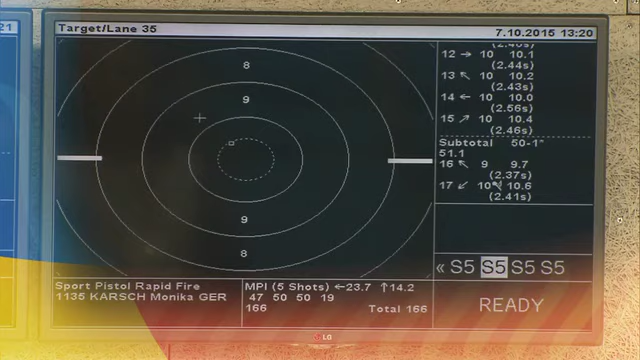 21
Target/Lane 35
7.10.2015 13:20
8
9
9
8
(2.46s)
12 → 10 10.1
(2.44s)
13 ↖ 10 10.2
(2.43s)
14 ← 10 10.0
(2.56s)
15 ↗ 10 10.4
(2.46s)
Subtotal 50-1"
51.1
16 ↖ 9 9.7
(2.37s)
17 ↙ 10 10.6
(2.41s)
« S5 S5 S5 S5
READY
Sport Pistol Rapid Fire
1135 KARSCH Monika GER
MPI (5 Shots) ←23.7 ↑14.2
47 50 50 19
166
Total 166
LG